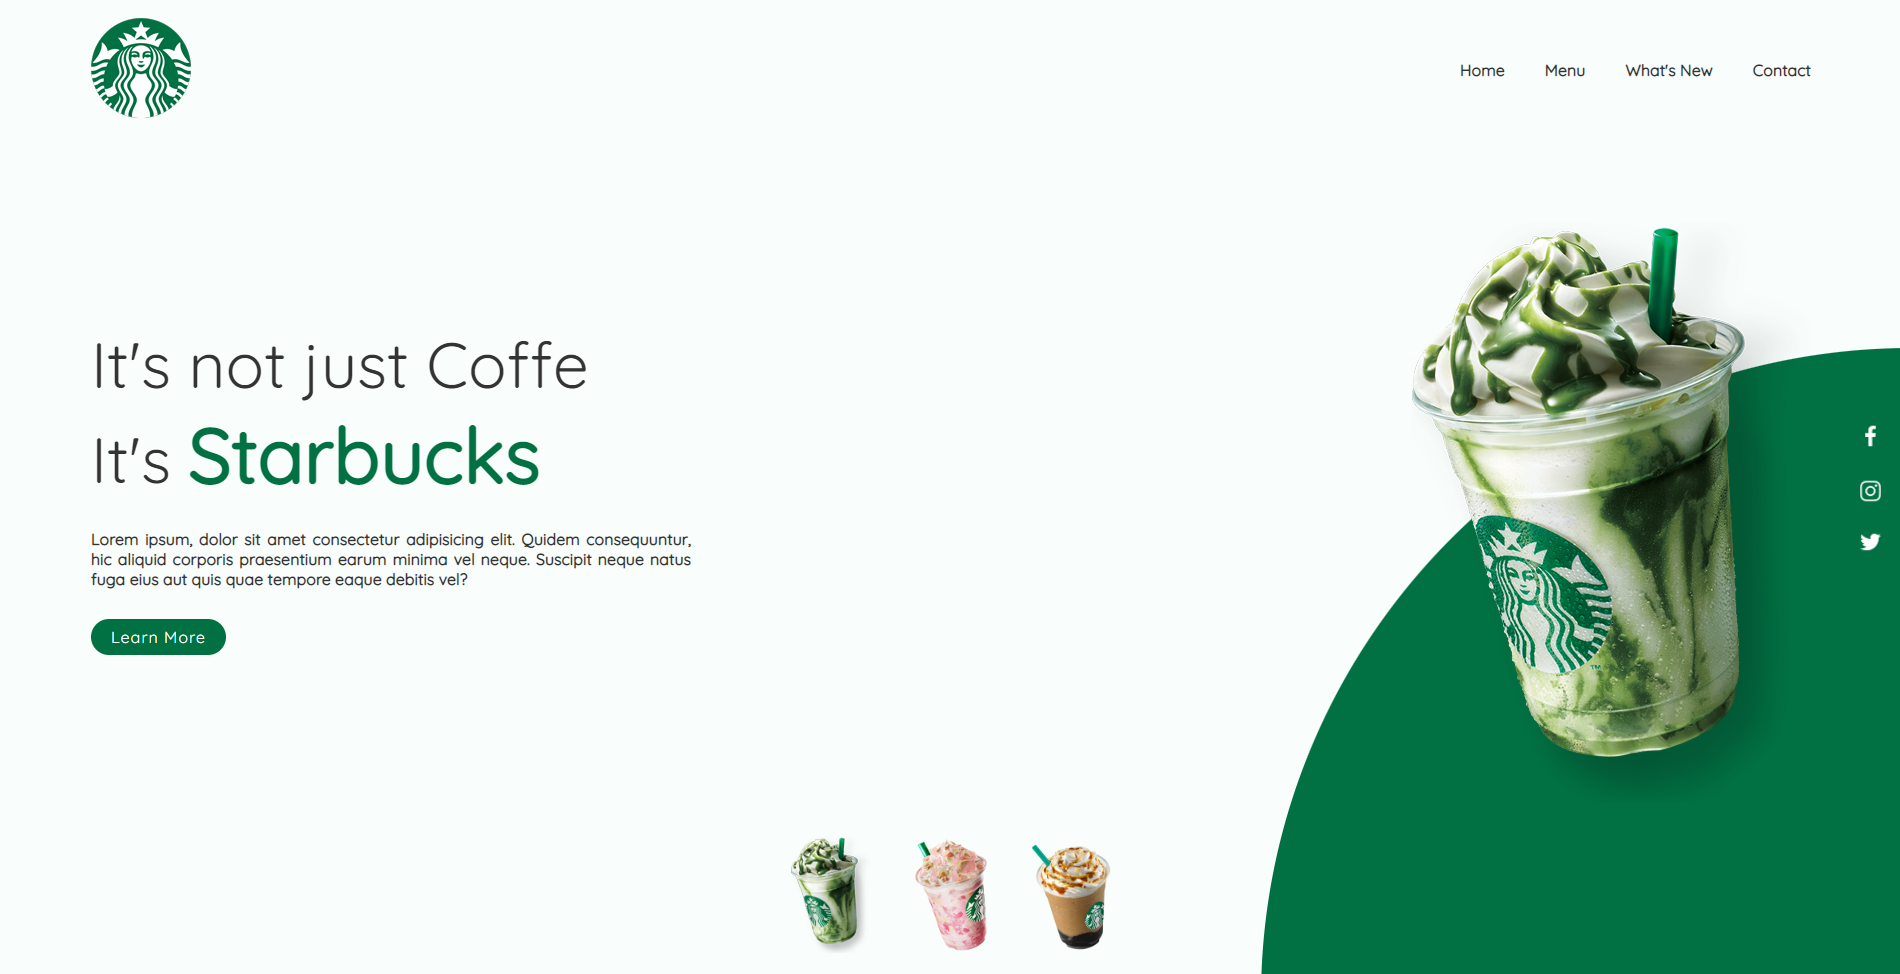 Home
Menu
What's New
Contact
It's not just Coffe
It's Starbucks
Lorem ipsum, dolor sit amet consectetur adipisicing elit. Quidem consequuntur,
hic aliquid corporis praesentium earum minima vel neque. Suscipit neque natus
fuga eius aut quis quae tempore eaque debitis vel?
Learn More
TM